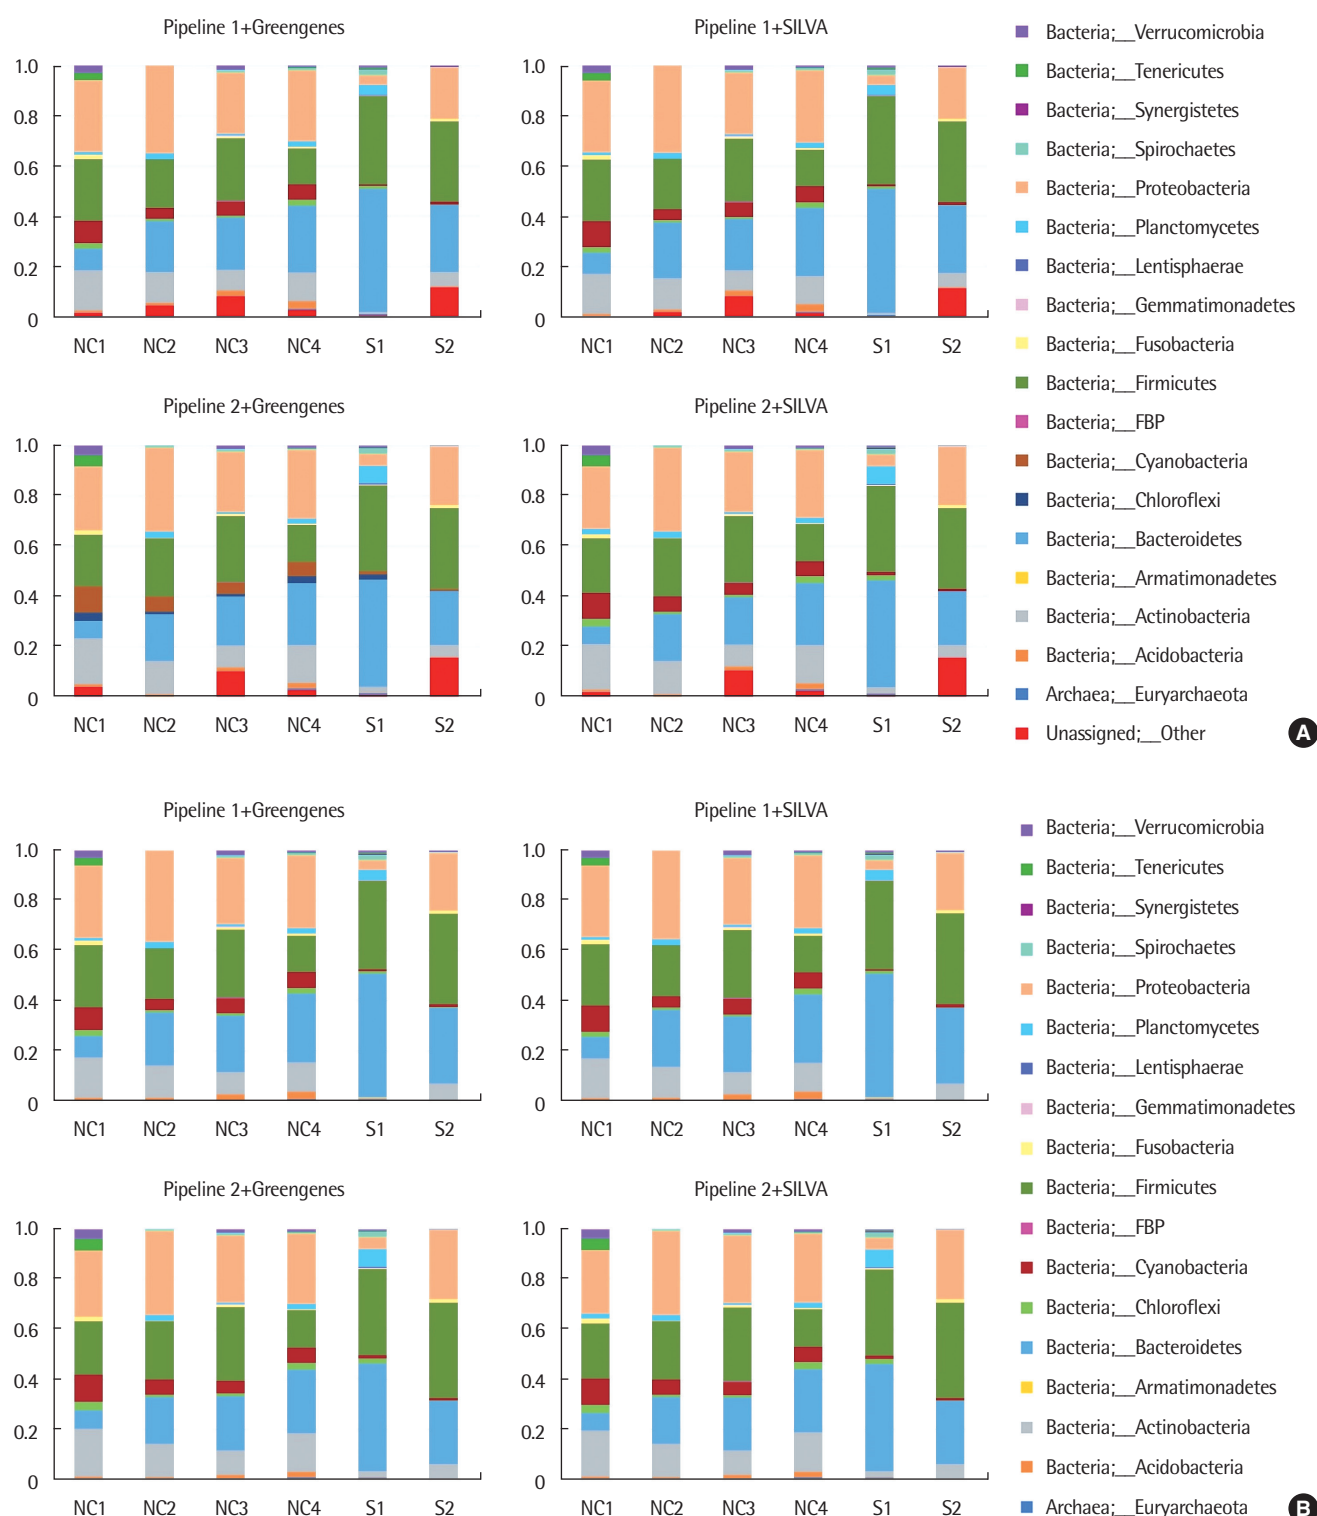 Pipeline 1+Greengenes
1.0
0.8
0.6
0.4
0.2
0
NC1 NC2 NC3 NC4 S1 S2
Pipeline 1+SILVA
1.0
0.8
0.6
0.4
0.2
0
NC1 NC2 NC3 NC4 S1 S2
Pipeline 2+Greengenes
1.0
0.8
0.6
0.4
0.2
0
NC1 NC2 NC3 NC4 S1 S2
Pipeline 2+SILVA
1.0
0.8
0.6
0.4
0.2
0
NC1 NC2 NC3 NC4 S1 S2
Bacteria;__Verrucomicrobia
Bacteria;__Tenericutes
Bacteria;__Synergistetes
Bacteria;__Spirochaetes
Bacteria;__Proteobacteria
Bacteria;__Planctomycetes
Bacteria;__Lentisphaerae
Bacteria;__Gemmatimonadetes
Bacteria;__Fusobacteria
Bacteria;__Firmicutes
Bacteria;__FBP
Bacteria;__Cyanobacteria
Bacteria;__Chloroflexi
Bacteria;__Bacteroidetes
Bacteria;__Armatimonadetes
Bacteria;__Actinobacteria
Bacteria;__Acidobacteria
Archaea;__Euryarchaeota
Unassigned;__Other
A
Pipeline 1+Greengenes
1.0
0.8
0.6
0.4
0.2
0
NC1 NC2 NC3 NC4 S1 S2
Pipeline 1+SILVA
1.0
0.8
0.6
0.4
0.2
0
NC1 NC2 NC3 NC4 S1 S2
Pipeline 2+Greengenes
1.0
0.8
0.6
0.4
0.2
0
NC1 NC2 NC3 NC4 S1 S2
Pipeline 2+SILVA
1.0
0.8
0.6
0.4
0.2
0
NC1 NC2 NC3 NC4 S1 S2
Bacteria;__Verrucomicrobia
Bacteria;__Tenericutes
Bacteria;__Synergistetes
Bacteria;__Spirochaetes
Bacteria;__Proteobacteria
Bacteria;__Planctomycetes
Bacteria;__Lentisphaerae
Bacteria;__Gemmatimonadetes
Bacteria;__Fusobacteria
Bacteria;__Firmicutes
Bacteria;__FBP
Bacteria;__Cyanobacteria
Bacteria;__Chloroflexi
Bacteria;__Bacteroidetes
Bacteria;__Armatimonadetes
Bacteria;__Actinobacteria
Bacteria;__Acidobacteria
Archaea;__Euryarchaeota
B